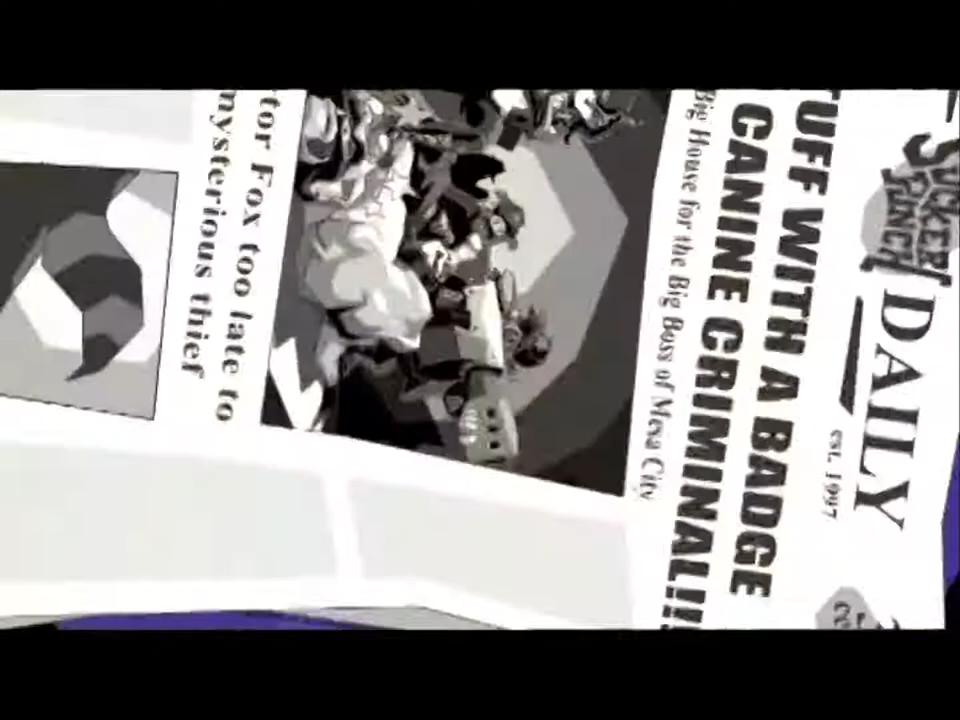 SUCKER
PUNCH
DAILY
est. 1997
TUFF WITH A BADGE
CANINE CRIMINAL!!!
Big House for the Big Boss of Mesa City
tor Fox too late to
mysterious thief